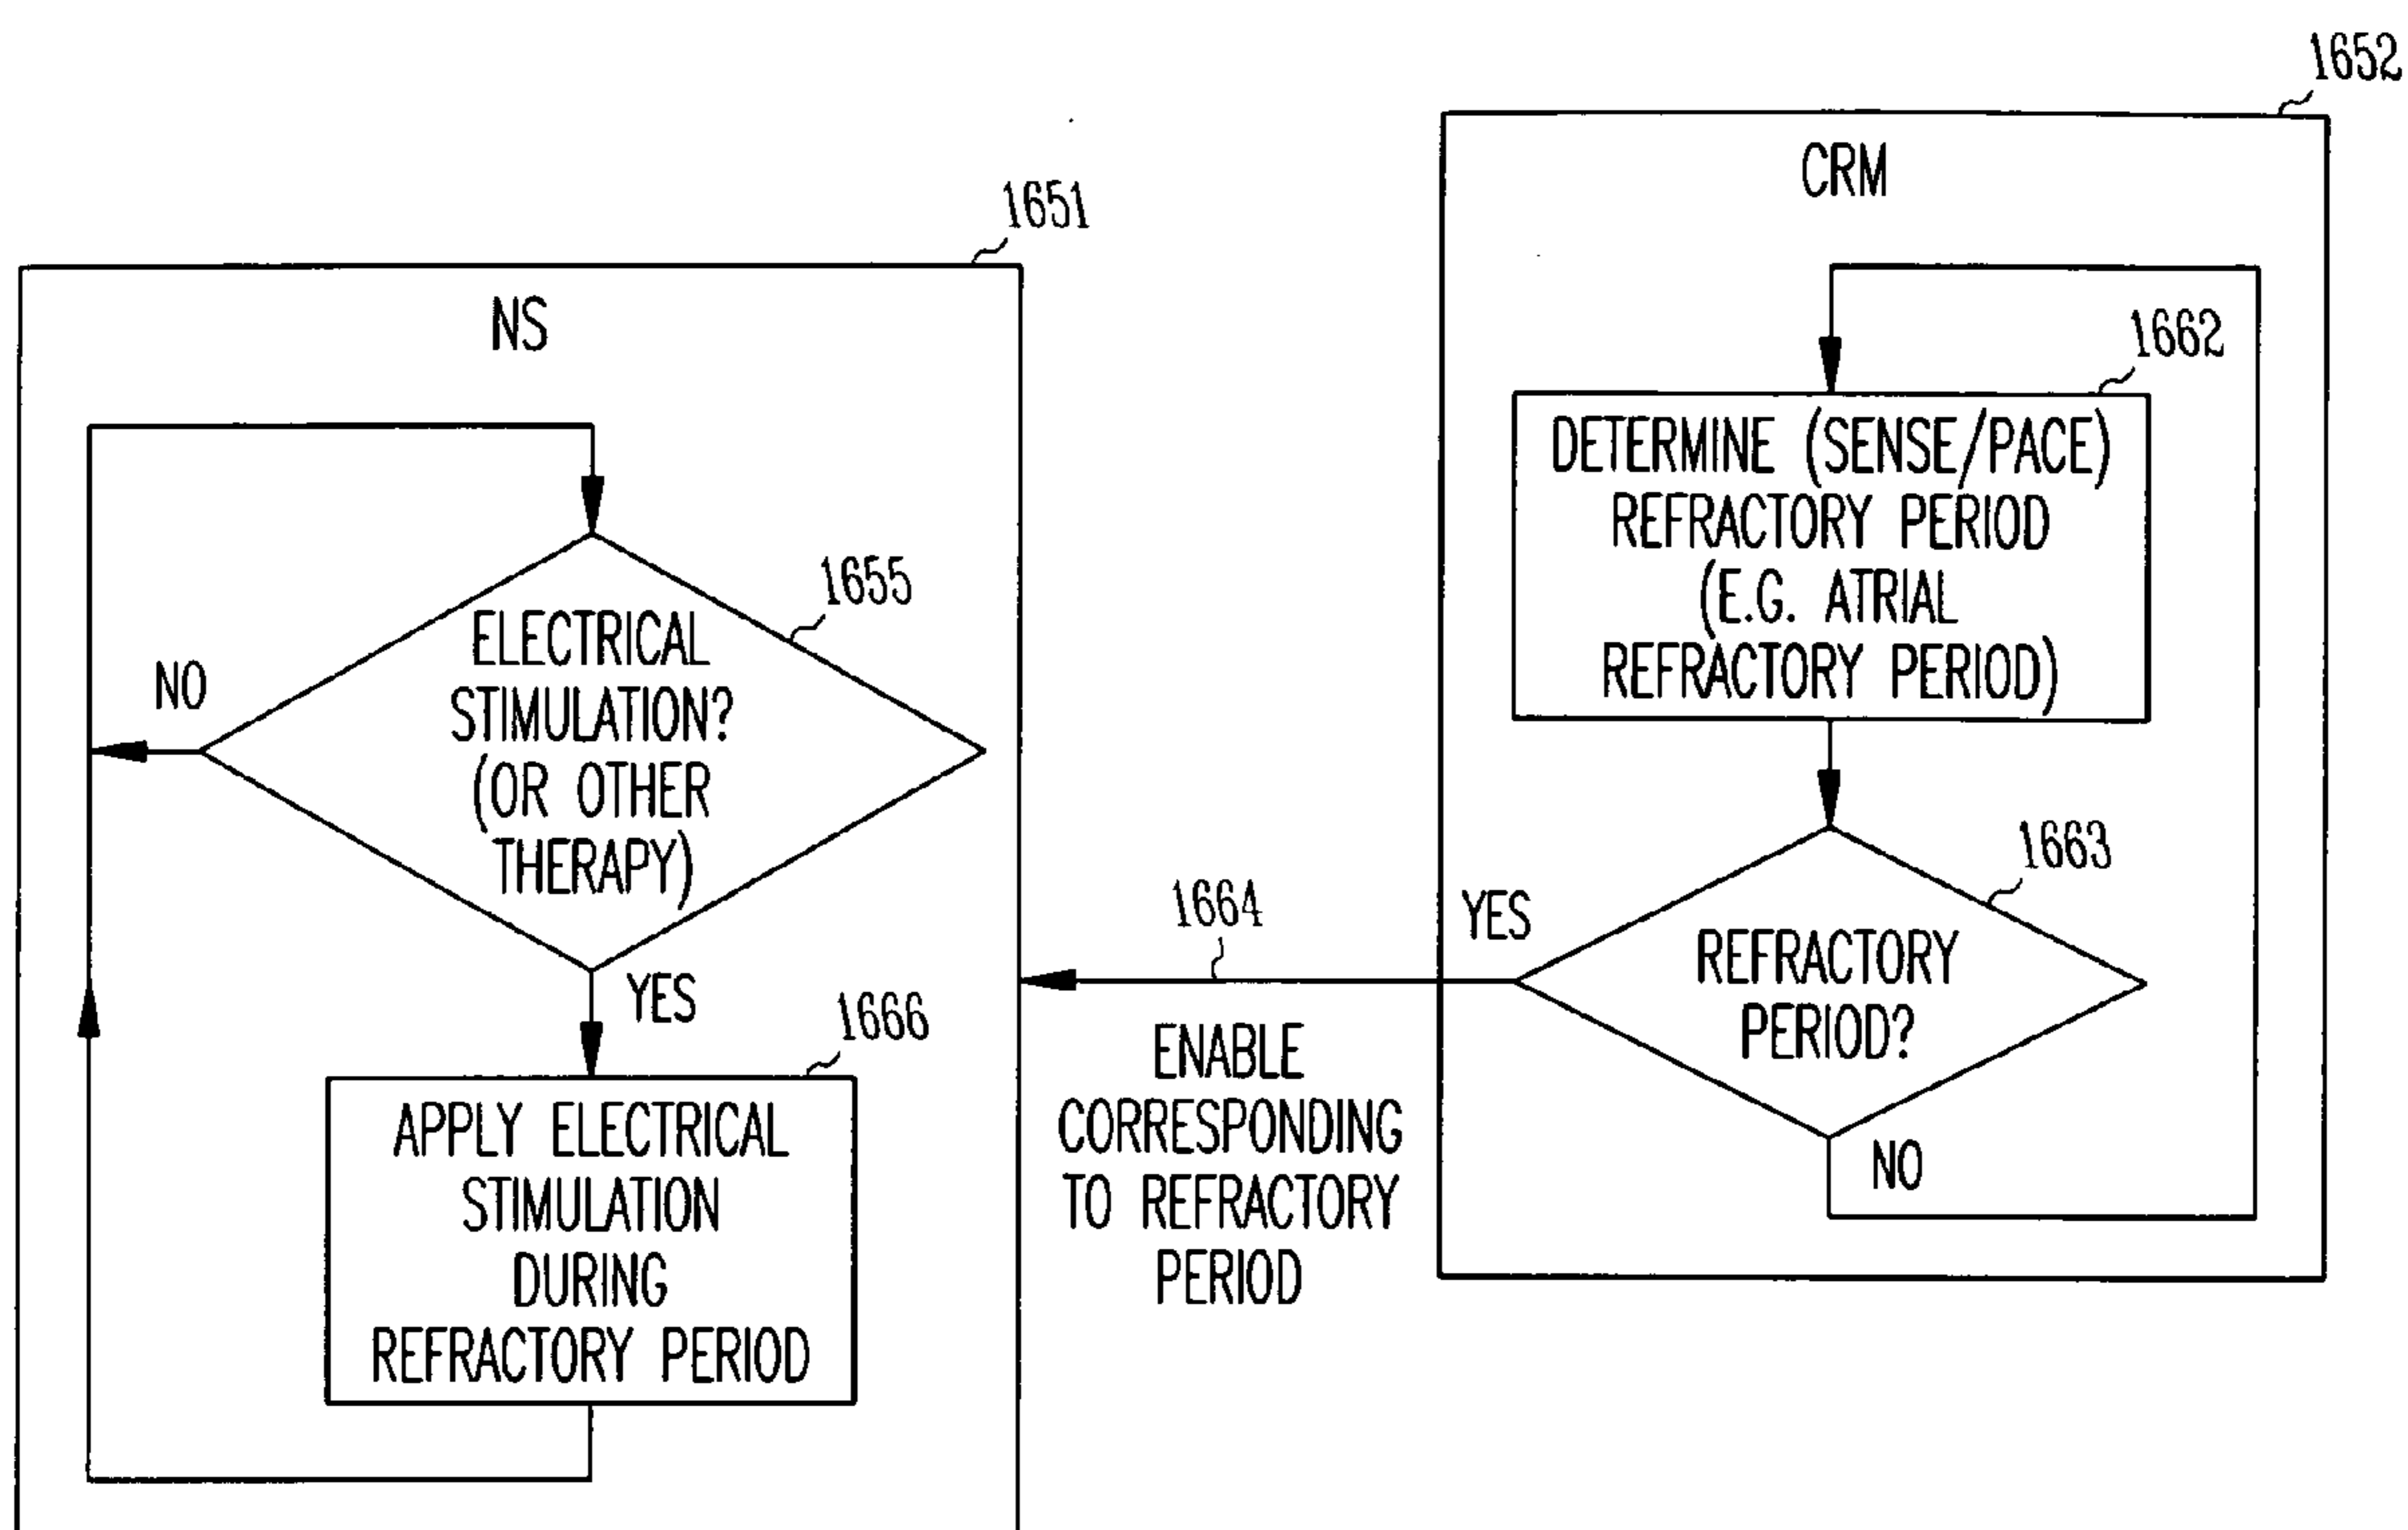 1652
CRM
1651
NS
1662
DETERMINE (SENSE/PACE)
REFRACTORY PERIOD
(E.G. ATRIAL
REFRACTORY PERIOD)
1655
ELECTRICAL
STIMULATION?
(OR OTHER
THERAPY)
NO
YES
1663
REFRACTORY
PERIOD?
YES
NO
1664
ENABLE
CORRESPONDING
TO REFRACTORY
PERIOD
1666
APPLY ELECTRICAL
STIMULATION
DURING
REFRACTORY PERIOD